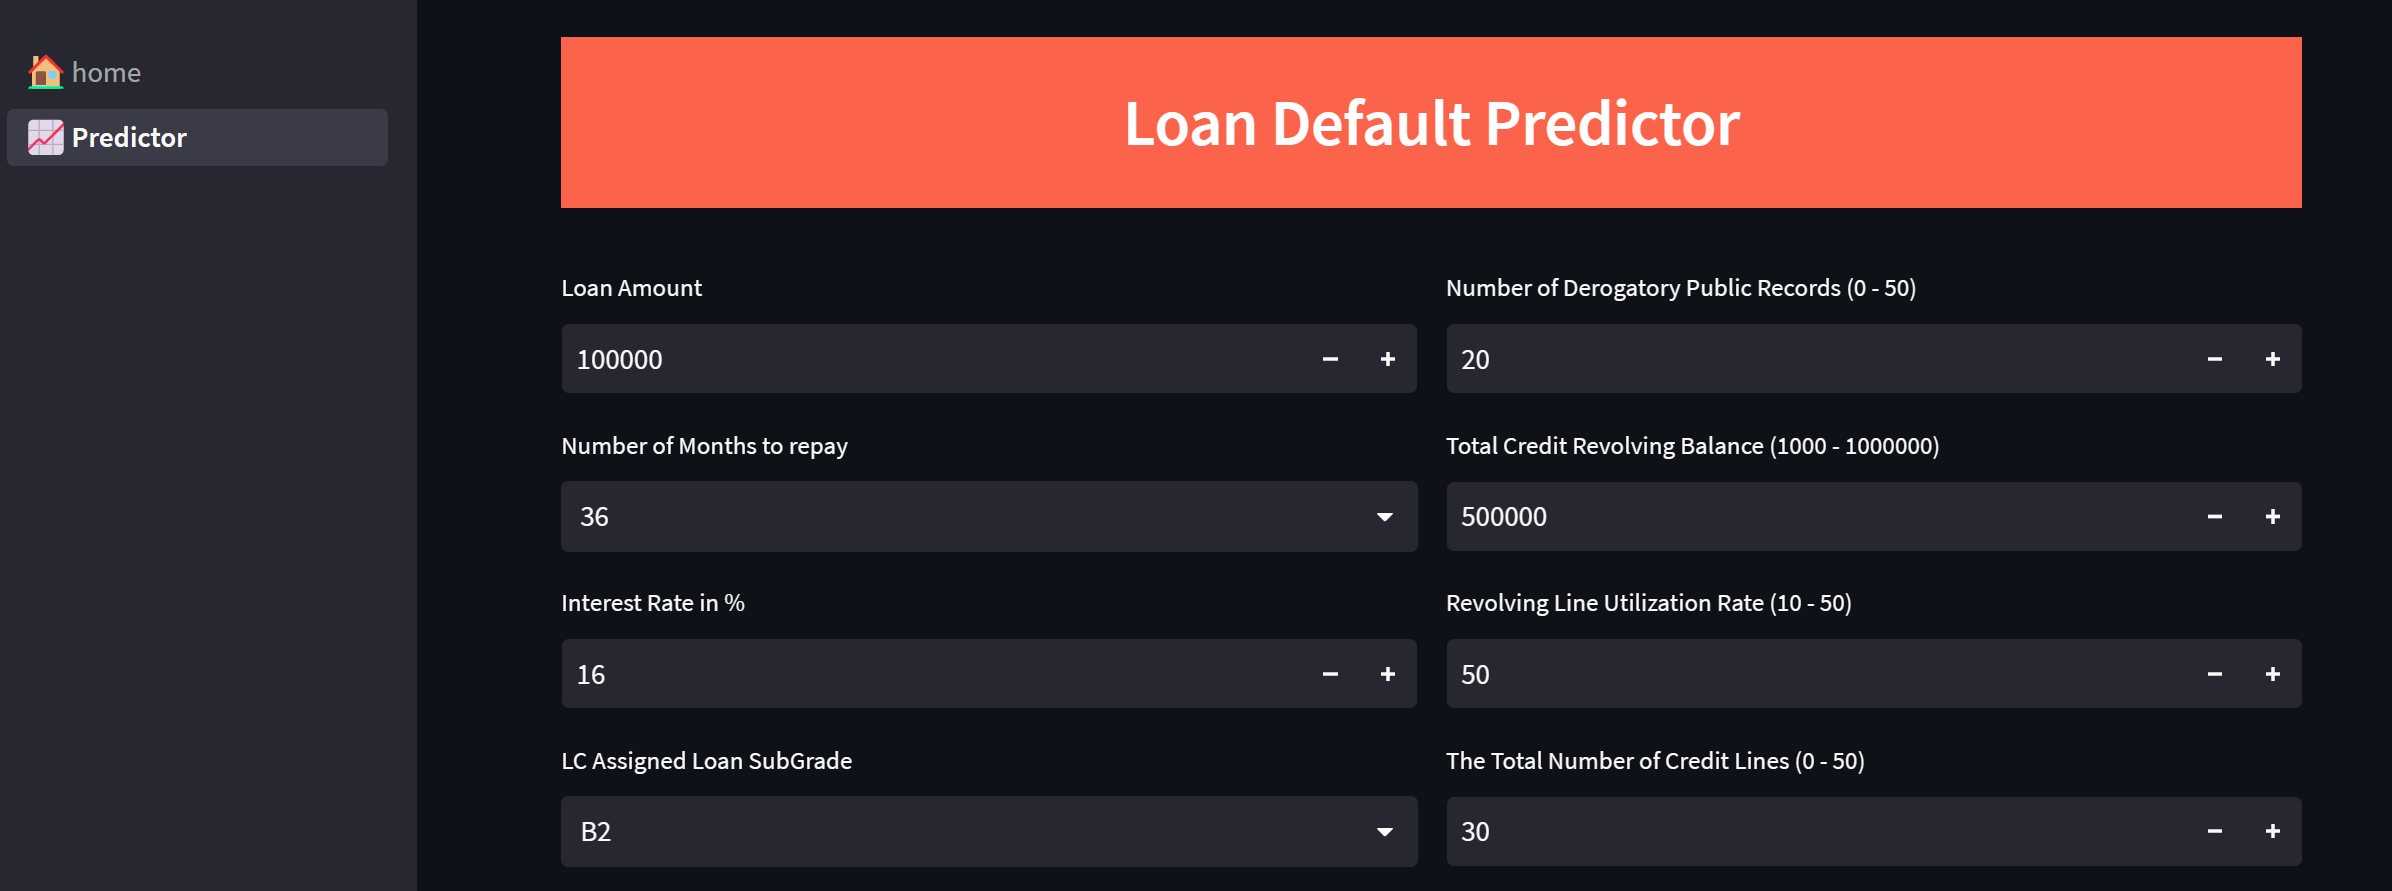 home
Predictor
Loan Default Predictor
Loan Amount
100000
Number of Months to repay
36
Interest Rate in %
16
LC Assigned Loan SubGrade
B2
Number of Derogatory Public Records (0 - 50)
20
Total Credit Revolving Balance (1000 - 1000000)
500000
Revolving Line Utilization Rate (10 - 50)
50
The Total Number of Credit Lines (0 - 50)
30